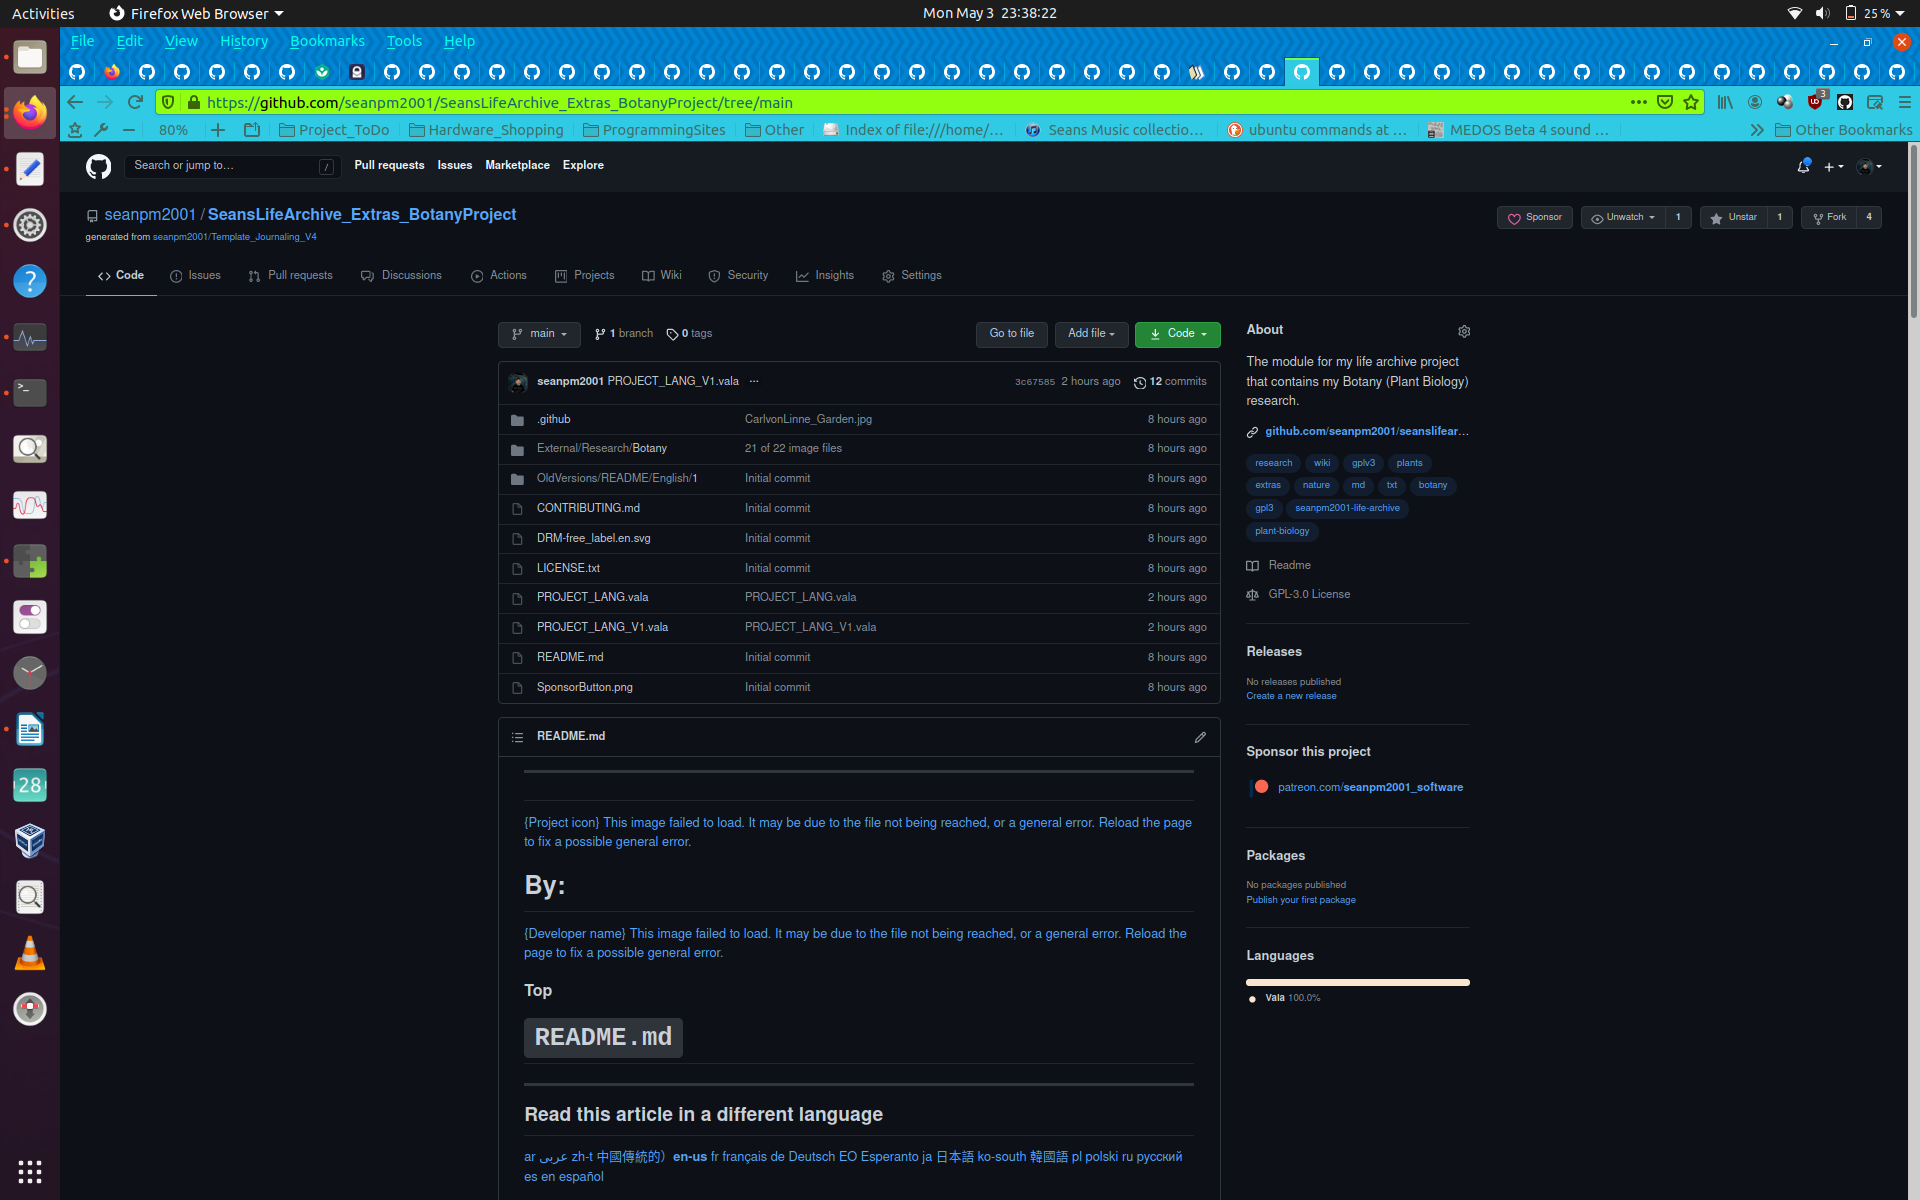 Activities
Firefox Web Browser
Mon May 3 23:38:22
25 %
File Edit View History Bookmarks Tools Help
https://github.com/seanpm2001/SeansLifeArchive_Extras_BotanyProject/tree/main
3
80%
Project_ToDo
Hardware_Shopping
ProgrammingSites
Other
Index of file:///home/...
Seans Music collectio...
ubuntu commands at ...
MEDOS Beta 4 sound ...
Other Bookmarks
Search or jump to...
/
Pull requests Issues Marketplace Explore
seanpm2001 / SeansLifeArchive_Extras_BotanyProject
generated from seanpm2001/Template_Journaling_V4
Sponsor
Unwatch 1
Unstar 1
Fork 4
Code Issues Pull requests Discussions Actions Projects Wiki Security Insights Settings
main
1 branch
0 tags
Go to file
Add file
Code
seanpm2001 PROJECT_LANG_V1.vala ...
3c67585 2 hours ago
12 commits
.github CarlvonLinne_Garden.jpg 8 hours ago
External/Research/Botany 21 of 22 image files 8 hours ago
OldVersions/README/English/1 Initial commit 8 hours ago
CONTRIBUTING.md Initial commit 8 hours ago
DRM-free_label.en.svg Initial commit 8 hours ago
LICENSE.txt Initial commit 8 hours ago
PROJECT_LANG.vala PROJECT_LANG.vala 2 hours ago
PROJECT_LANG_V1.vala PROJECT_LANG_V1.vala 2 hours ago
README.md Initial commit 8 hours ago
SponsorButton.png Initial commit 8 hours ago
README.md
{Project icon} This image failed to load. It may be due to the file not being reached, or a general error. Reload the page
to fix a possible general error.
By:
{Developer name} This image failed to load. It may be due to the file not being reached, or a general error. Reload the
page to fix a possible general error.
Top
README.md
Read this article in a different language
ar عربى zh-t 中國傳統的）en-us fr français de Deutsch EO Esperanto ja 日本語 ko-south 韓國語 pl polski ru русский
es en español
About
The module for my life archive project
that contains my Botany (Plant Biology)
research.
github.com/seanpm2001/seanslifear...
research wiki gplv3 plants
extras nature md txt botany
gpl3 seanpm2001-life-archive
plant-biology
Readme
GPL-3.0 License
Releases
No releases published
Create a new release
Sponsor this project
patreon.com/seanpm2001_software
Packages
No packages published
Publish your first package
Languages
Vala 100.0%
28